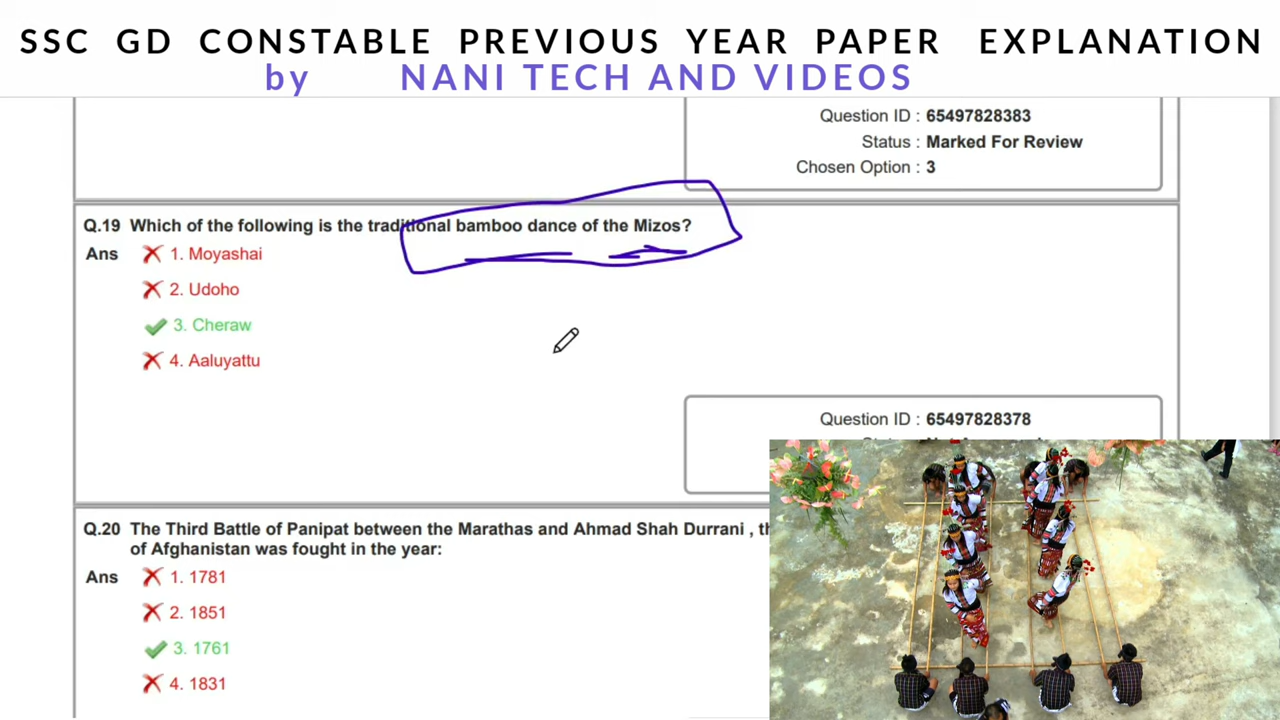 SSC GD CONSTABLE PREVIOUS YEAR PAPER EXPLANATION
by NANI TECH AND VIDEOS
Question ID : 65497828383
Status : Marked For Review
Chosen Option : 3
Q.19 Which of the following is the traditional bamboo dance of the Mizos?
Ans 1. Moyashai
2. Udoho
3. Cheraw
4. Aaluyattu
Question ID : 65497828378
Q.20 The Third Battle of Panipat between the Marathas and Ahmad Shah Durrani ,
of Afghanistan was fought in the year:
Ans 1. 1781
2. 1851
3. 1761
4. 1831